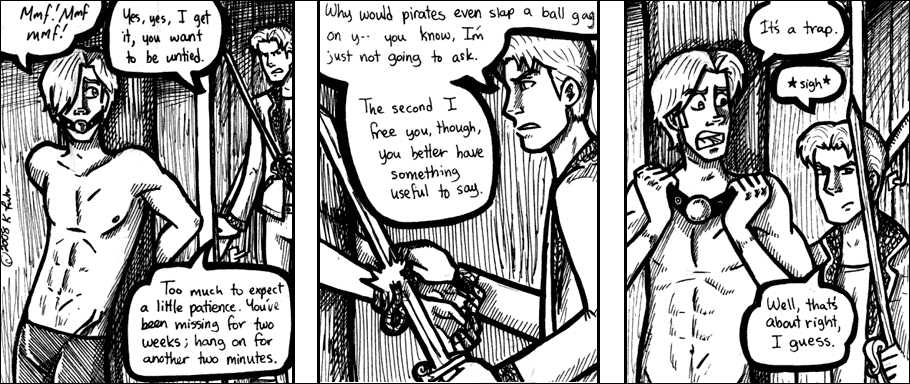 Mmf! Mmf
mmf!
Yes, yes, I get
it, you want
to be untied.
Too much to expect
a little patience. You've
been missing for two
weeks; hang on for
another two minutes.
©2008 K
Why would pirates even slap a ball gag
on y-- you know, I'm
just not going to ask.
The second I
free you, though,
you better have
something
useful to say.
It's a trap.
*sigh*
Well, that's
about right,
I guess.